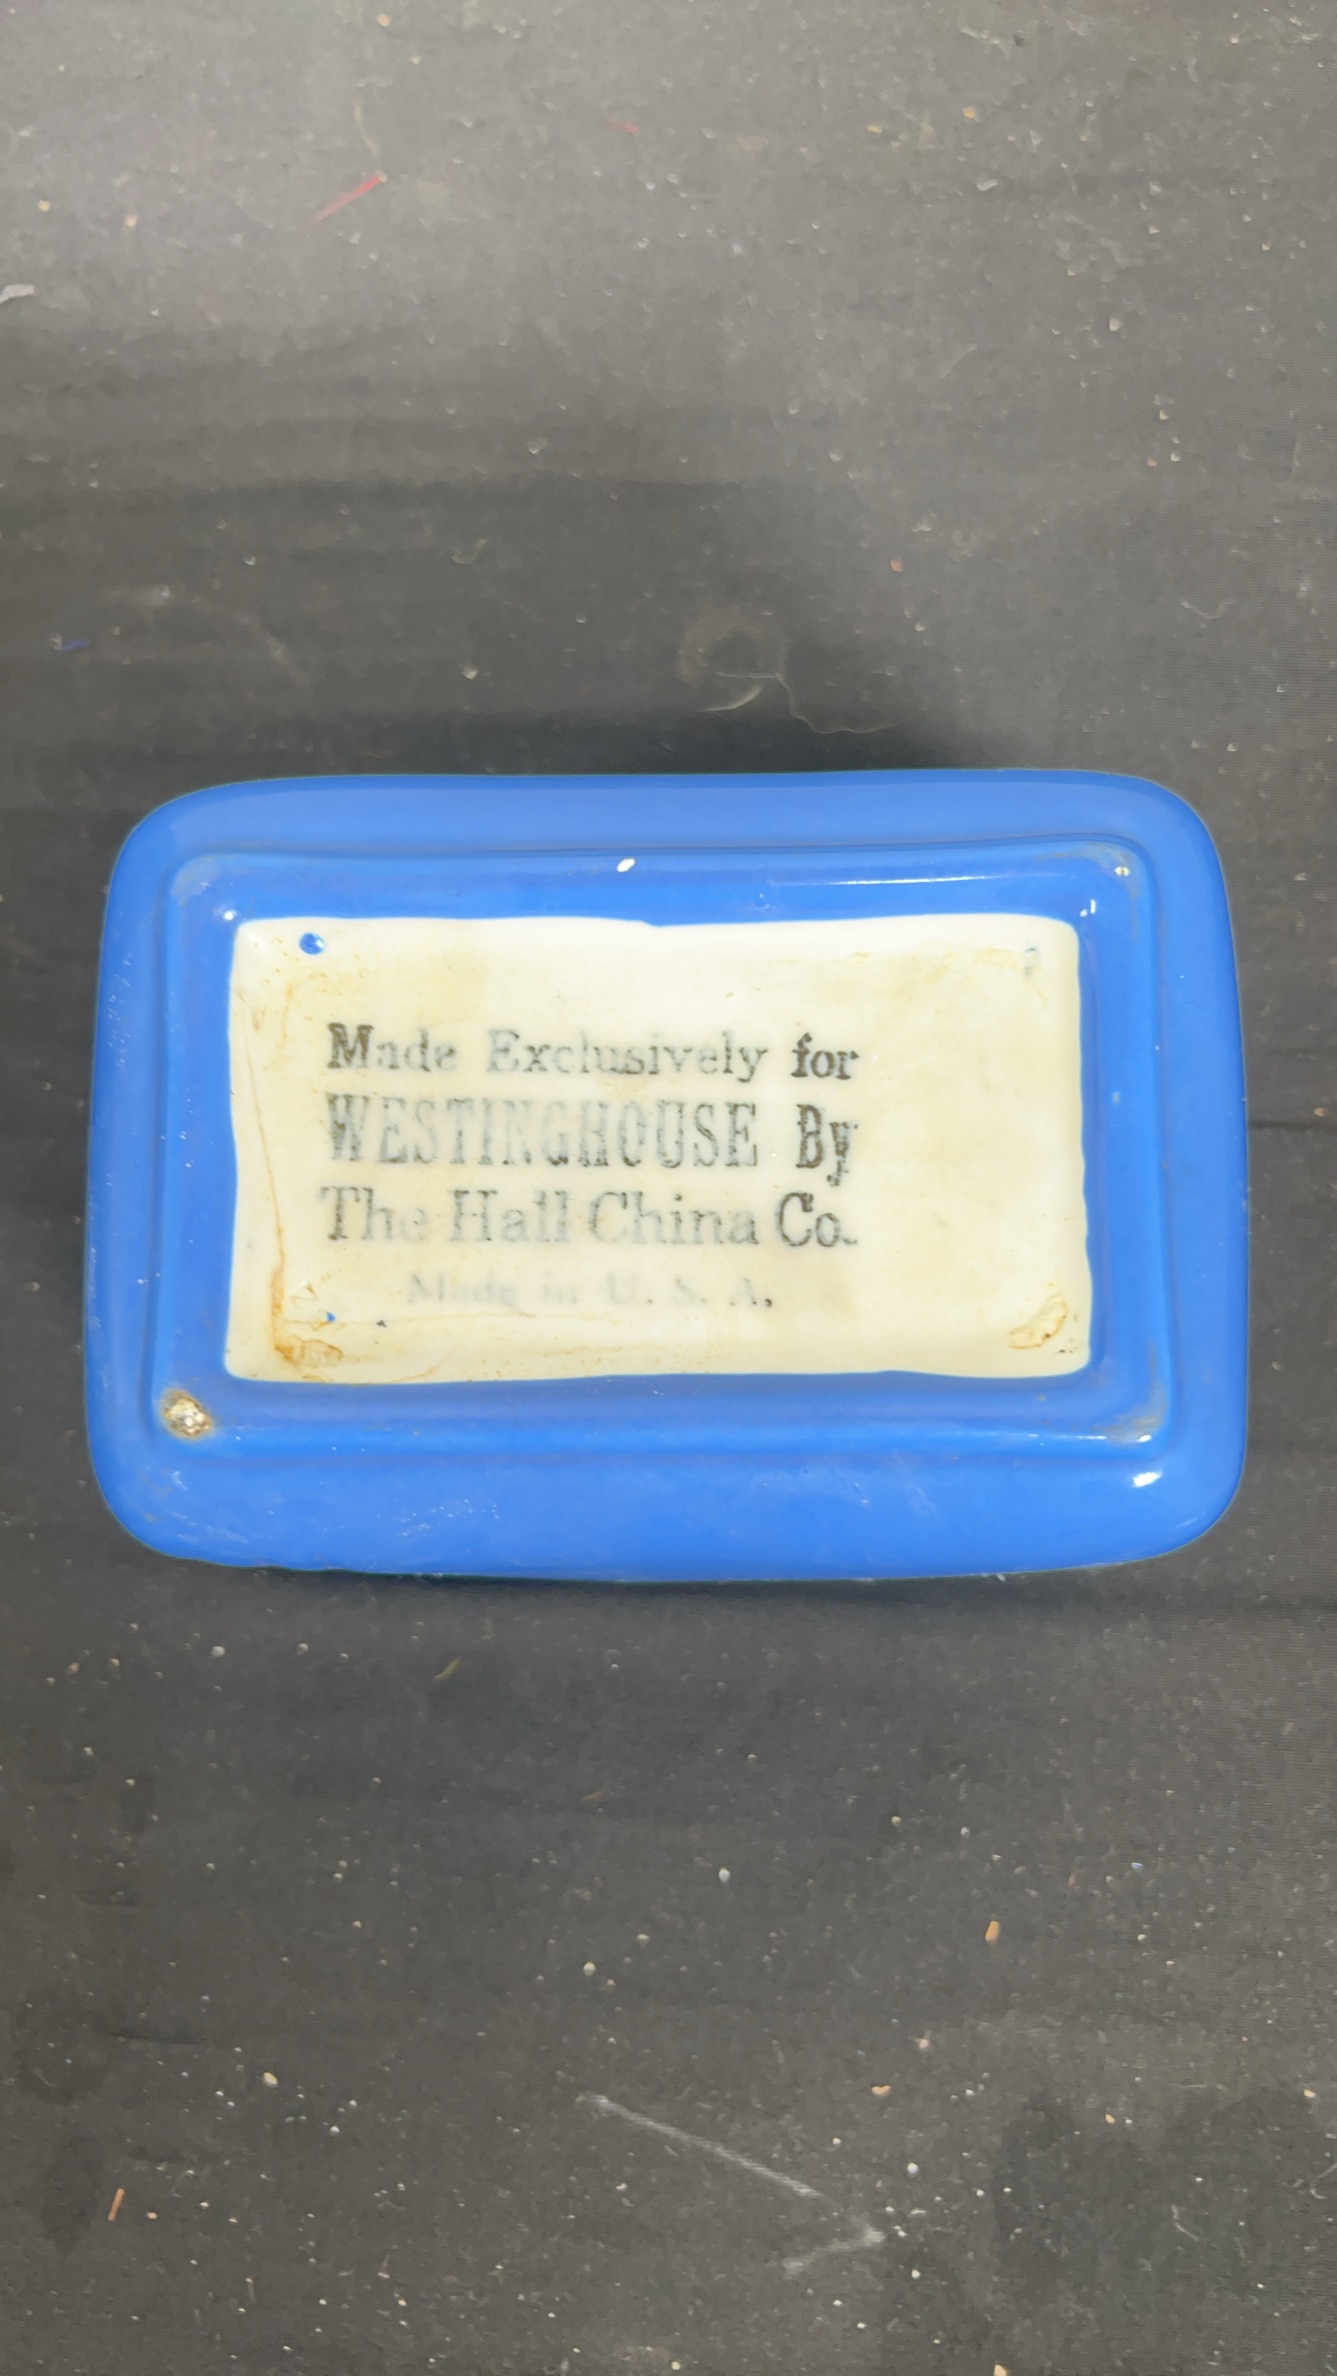 Made Exclusively for
WESTINGHOUSE By
The Hall China Co.
Made in U. S. A.